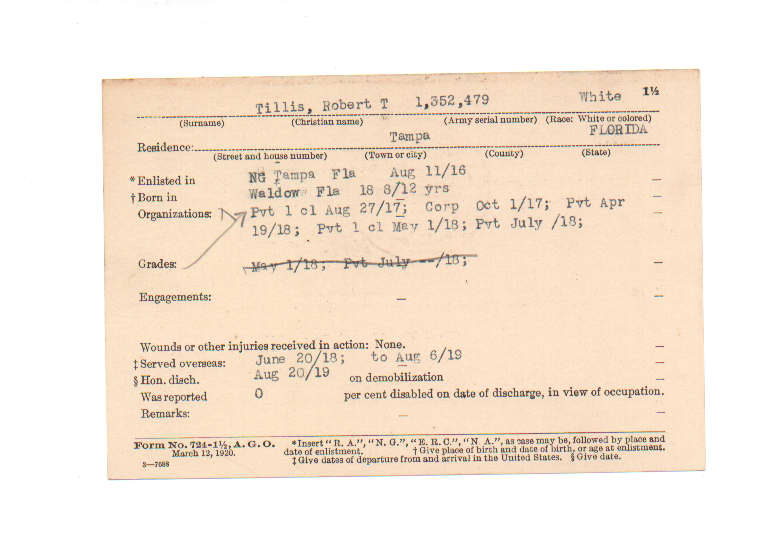 Tillis, Robert T 1,352,479 White 1½
(Surname) (Christian name) (Army serial number) (Race: White or colored)
Tampa FLORIDA
Residence:
(Street and house number) (Town or city) (County) (State)
* Enlisted in NG Tampa Fla Aug 11/16
† Born in Waldow Fla 18 8/12 yrs
Organizations: Pvt 1 cl Aug 27/17; Corp Oct 1/17; Pvt Apr
19/18; Pvt 1 cl May 1/18; Pvt July /18;
Grades: May 1/18; Pvt July --/18;
Engagements: —
Wounds or other injuries received in action: None.
‡ Served overseas: June 20/18; to Aug 6/19
§ Hon. disch. Aug 20/19 on demobilization
Was reported 0 per cent disabled on date of discharge, in view of occupation.
Remarks: —
Form No. 724-1½, A. G. O. *Insert "R. A.", "N. G.", "E. R. C.", "N. A.", as case may be, followed by place and
March 12, 1920. date of enlistment. † Give place of birth and date of birth, or age at enlistment.
3—7688 ‡ Give dates of departure from and arrival in the United States. § Give date.